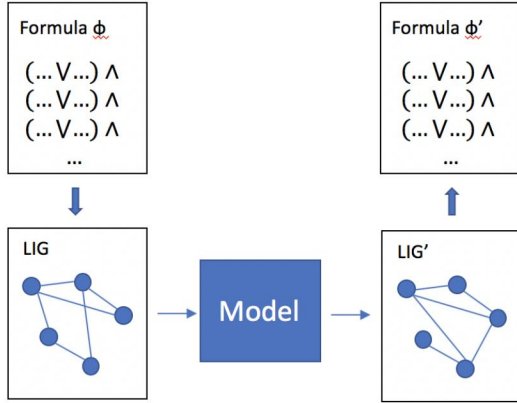 Formula ɸ
(... ⋁ ...) ∧
(... ⋁ ...) ∧
(... ⋁ ...) ∧
...
Formula ɸ’
(... ⋁ ...) ∧
(... ⋁ ...) ∧
(... ⋁ ...) ∧
...
LIG
Model
LIG’